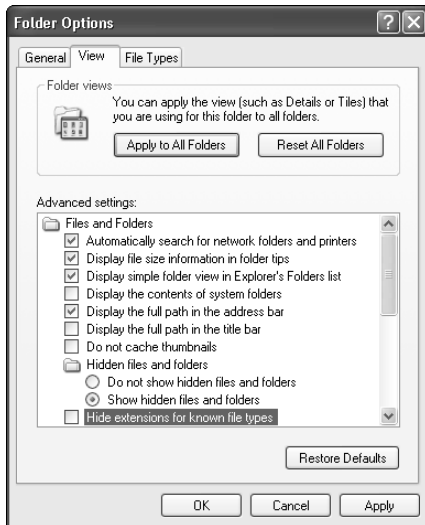 Folder Options
General View File Types
Folder views
You can apply the view (such as Details or Tiles) that
you are using for this folder to all folders.
Apply to All Folders Reset All Folders
Advanced settings:
Files and Folders
Automatically search for network folders and printers
Display file size information in folder tips
Display simple folder view in Explorer's Folders list
Display the contents of system folders
Display the full path in the address bar
Display the full path in the title bar
Do not cache thumbnails
Hidden files and folders
Do not show hidden files and folders
Show hidden files and folders
Hide extensions for known file types
Restore Defaults
OK Cancel Apply